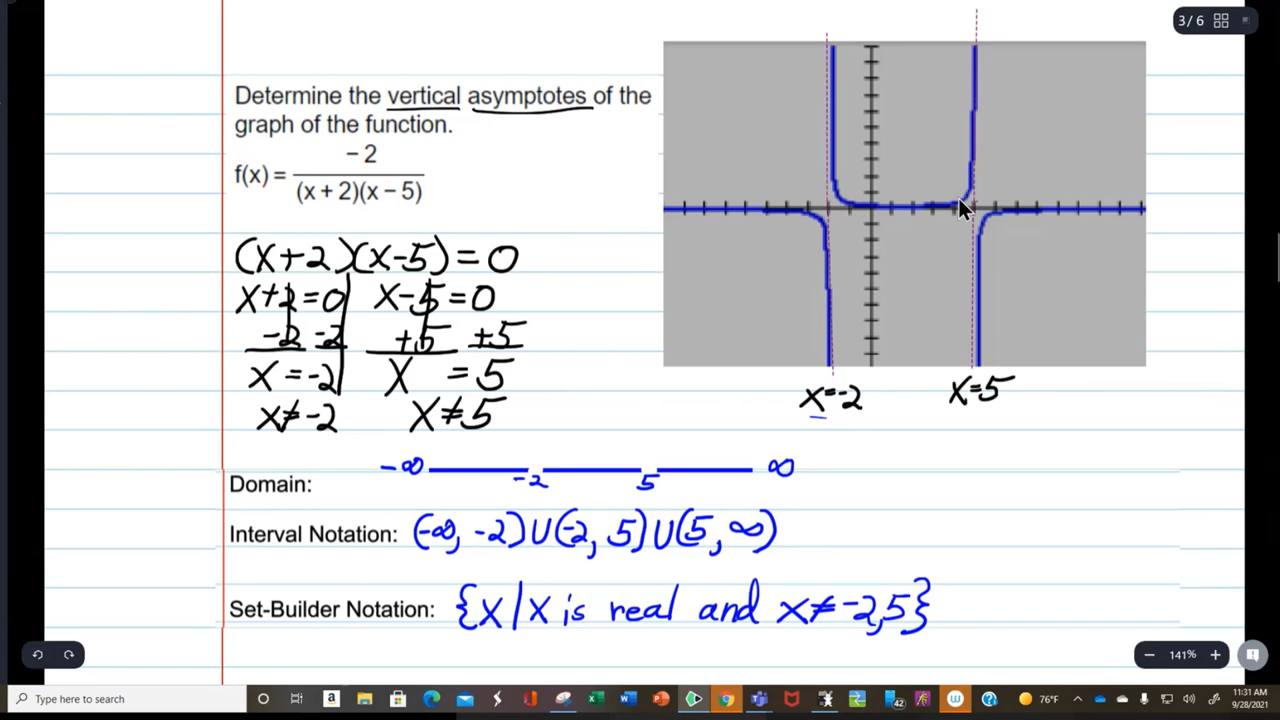 3/6
Determine the vertical asymptotes of the
graph of the function.
f(x) = -2 / (x + 2)(x - 5)
(x+2)(x-5)=0
x+2=0 x-5=0
-2 -2 +5 +5
x = -2 x = 5
x≠-2 x≠5
x=-2 x=5
-∞ -2 5 ∞
Domain:
Interval Notation: (-∞, -2)U(-2, 5)U(5, ∞)
Set-Builder Notation: {x|x is real and x≠-2,5}
141%
Type here to search
42
76°F
11:31 AM
9/28/2021